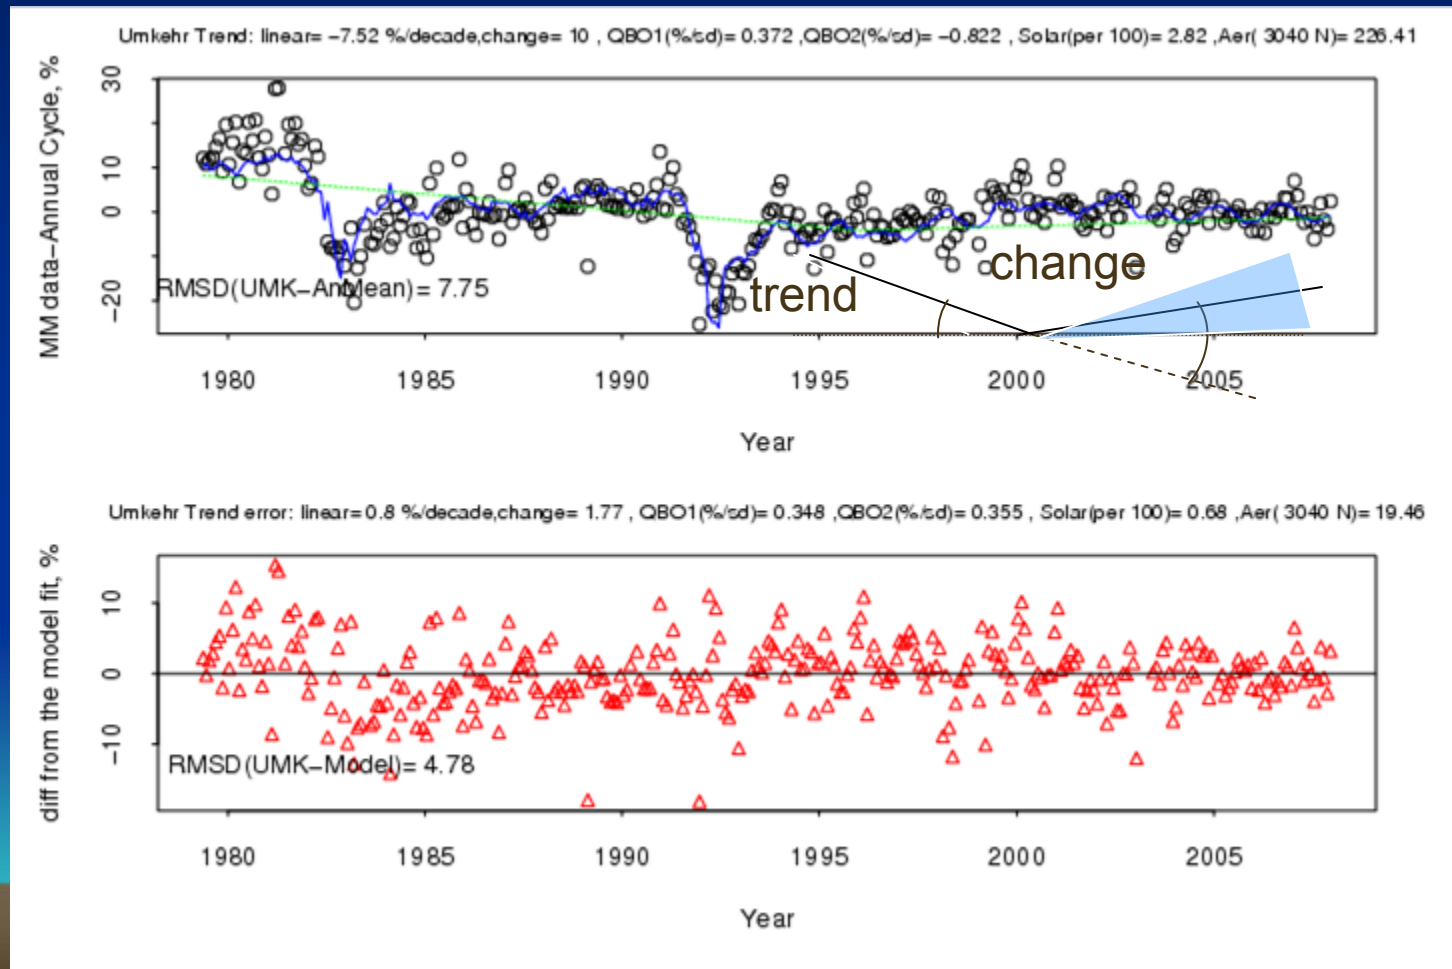 Umkehr Trend: linear= −7.52 %/decade,change= 10 , QBO1(%/sd)= 0.372 ,QBO2(%/sd)= −0.822 , Solar(per 100)= 2.82 ,Aer( 3040 N)= 226.41
MM data−Annual Cycle, %
30
10
0
−20
RMSD(UMK−AnMean)= 7.75
trend
change
1980 1985 1990 1995 2000 2005
Year
Umkehr Trend error: linear= 0.8 %/decade,change= 1.77 , QBO1(%/sd)= 0.348 ,QBO2(%/sd)= 0.355 , Solar(per 100)= 0.68 ,Aer( 3040 N)= 19.46
diff from the model fit, %
10
0
−10
RMSD(UMK−Model)= 4.78
1980 1985 1990 1995 2000 2005
Year